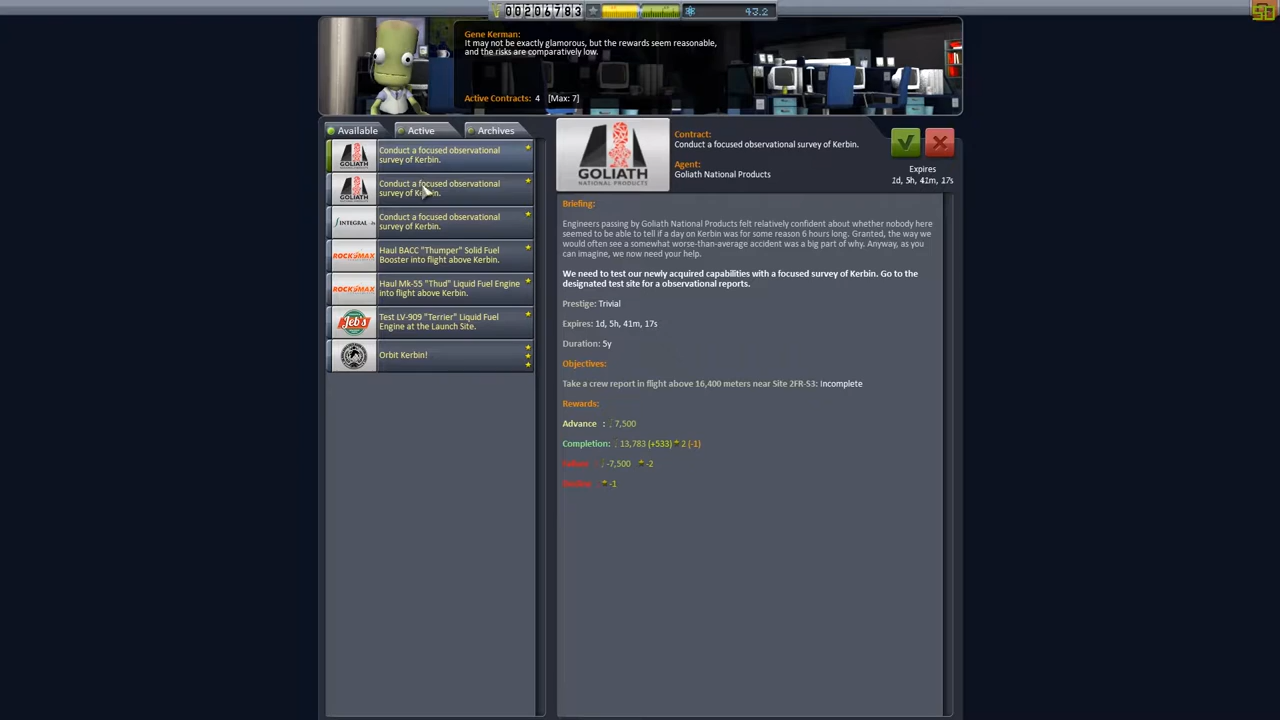 00206783
43.2
Gene Kerman:
It may not be exactly glamorous, but the rewards seem reasonable,
and the risks are comparatively low.
Active Contracts: 4 [Max: 7]
Available
Active
Archives
Conduct a focused observational
survey of Kerbin.
Conduct a focused observational
survey of Kerbin.
INTEGRAL
Conduct a focused observational
survey of Kerbin.
ROCKOMAX
Haul BACC "Thumper" Solid Fuel
Booster into flight above Kerbin.
ROCKOMAX
Haul Mk-55 "Thud" Liquid Fuel Engine
into flight above Kerbin.
Jeb's
Test LV-909 "Terrier" Liquid Fuel
Engine at the Launch Site.
Orbit Kerbin!
GOLIATH
NATIONAL PRODUCTS
Contract:
Conduct a focused observational survey of Kerbin.
Agent:
Goliath National Products
Expires
1d, 5h, 41m, 17s
Briefing:
Engineers passing by Goliath National Products felt relatively confident about whether nobody here
seemed to be able to tell if a day on Kerbin was for some reason 6 hours long. Granted, the way we
would often see a somewhat worse-than-average accident was a big part of why. Anyway, as you
can imagine, we now need your help.
We need to test our newly acquired capabilities with a focused survey of Kerbin. Go to the
designated test site for a observational reports.
Prestige: Trivial
Expires: 1d, 5h, 41m, 17s
Duration: 5y
Objectives:
Take a crew report in flight above 16,400 meters near Site 2FR-S3: Incomplete
Rewards:
Advance : 7,500
Completion: 13,783 (+533) 2 (-1)
-7,500 -2
-1